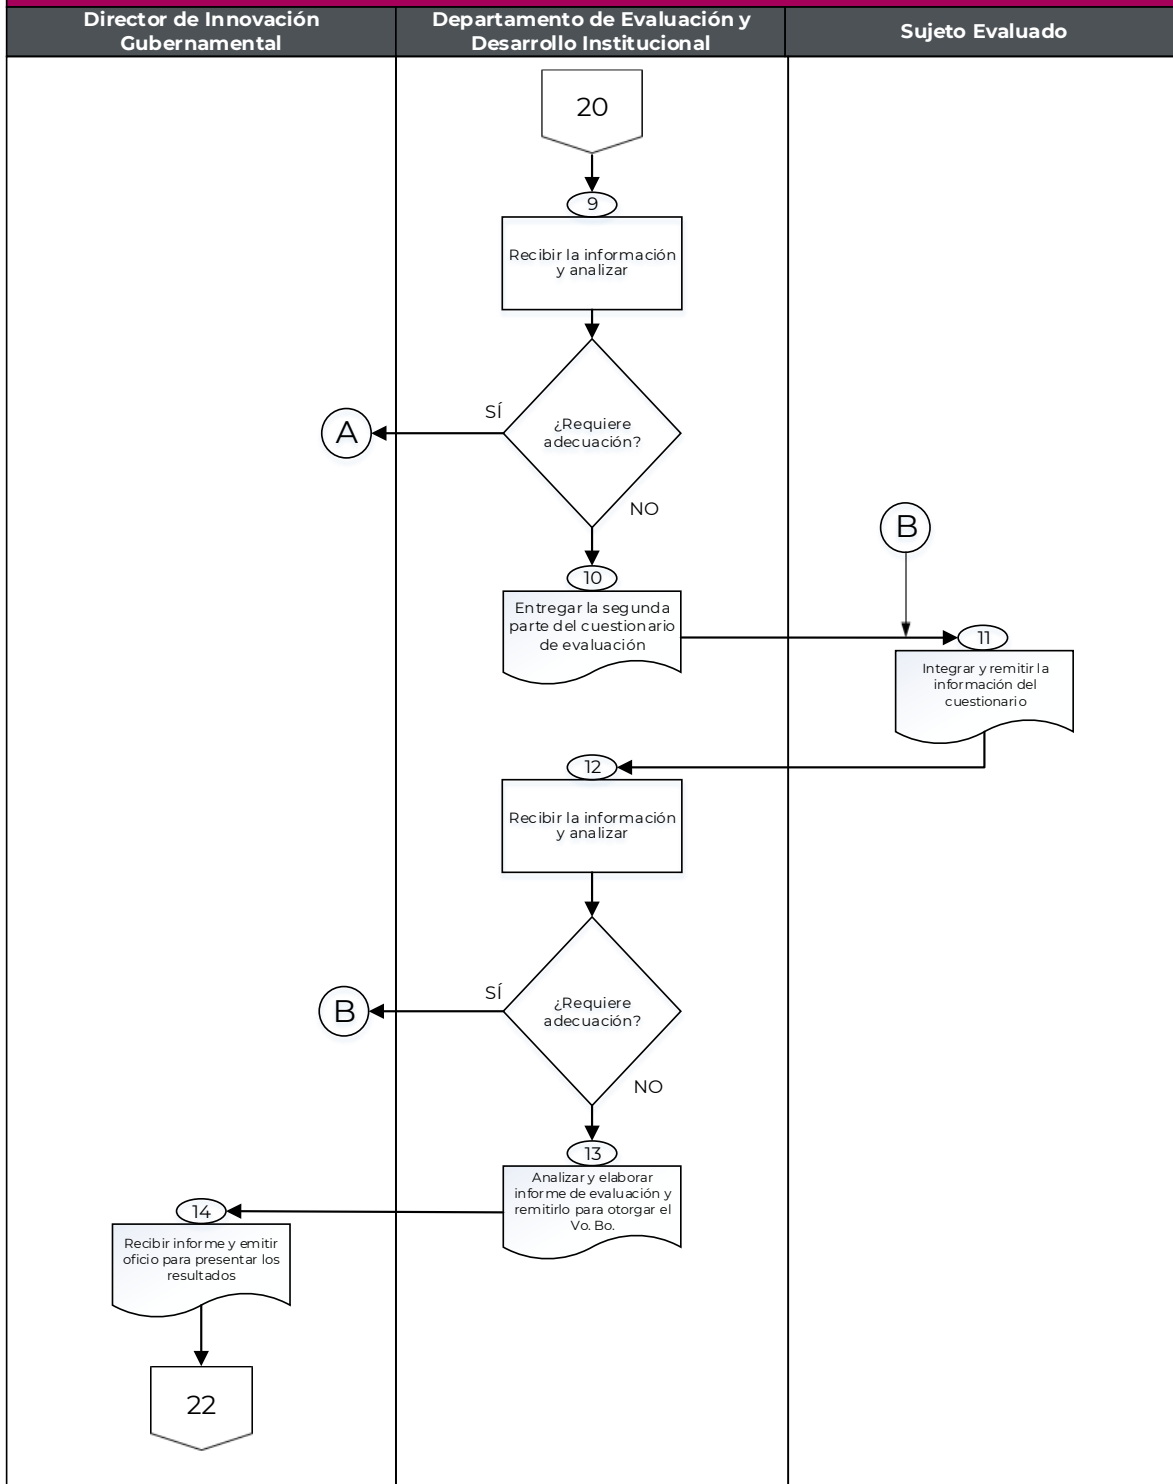 Director de Innovación
Gubernamental
Departamento de Evaluación y
Desarrollo Institucional
Sujeto Evaluado
20
9
Recibir la información
y analizar
SÍ
¿Requiere
adecuación?
A
NO
B
10
Entregar la segunda
parte del cuestionario
de evaluación
11
Integrar y remitir la
información del
cuestionario
12
Recibir la información
y analizar
SÍ
¿Requiere
adecuación?
B
NO
13
Analizar y elaborar
informe de evaluación y
remitirlo para otorgar el
Vo. Bo.
14
Recibir informe y emitir
oficio para presentar los
resultados
22